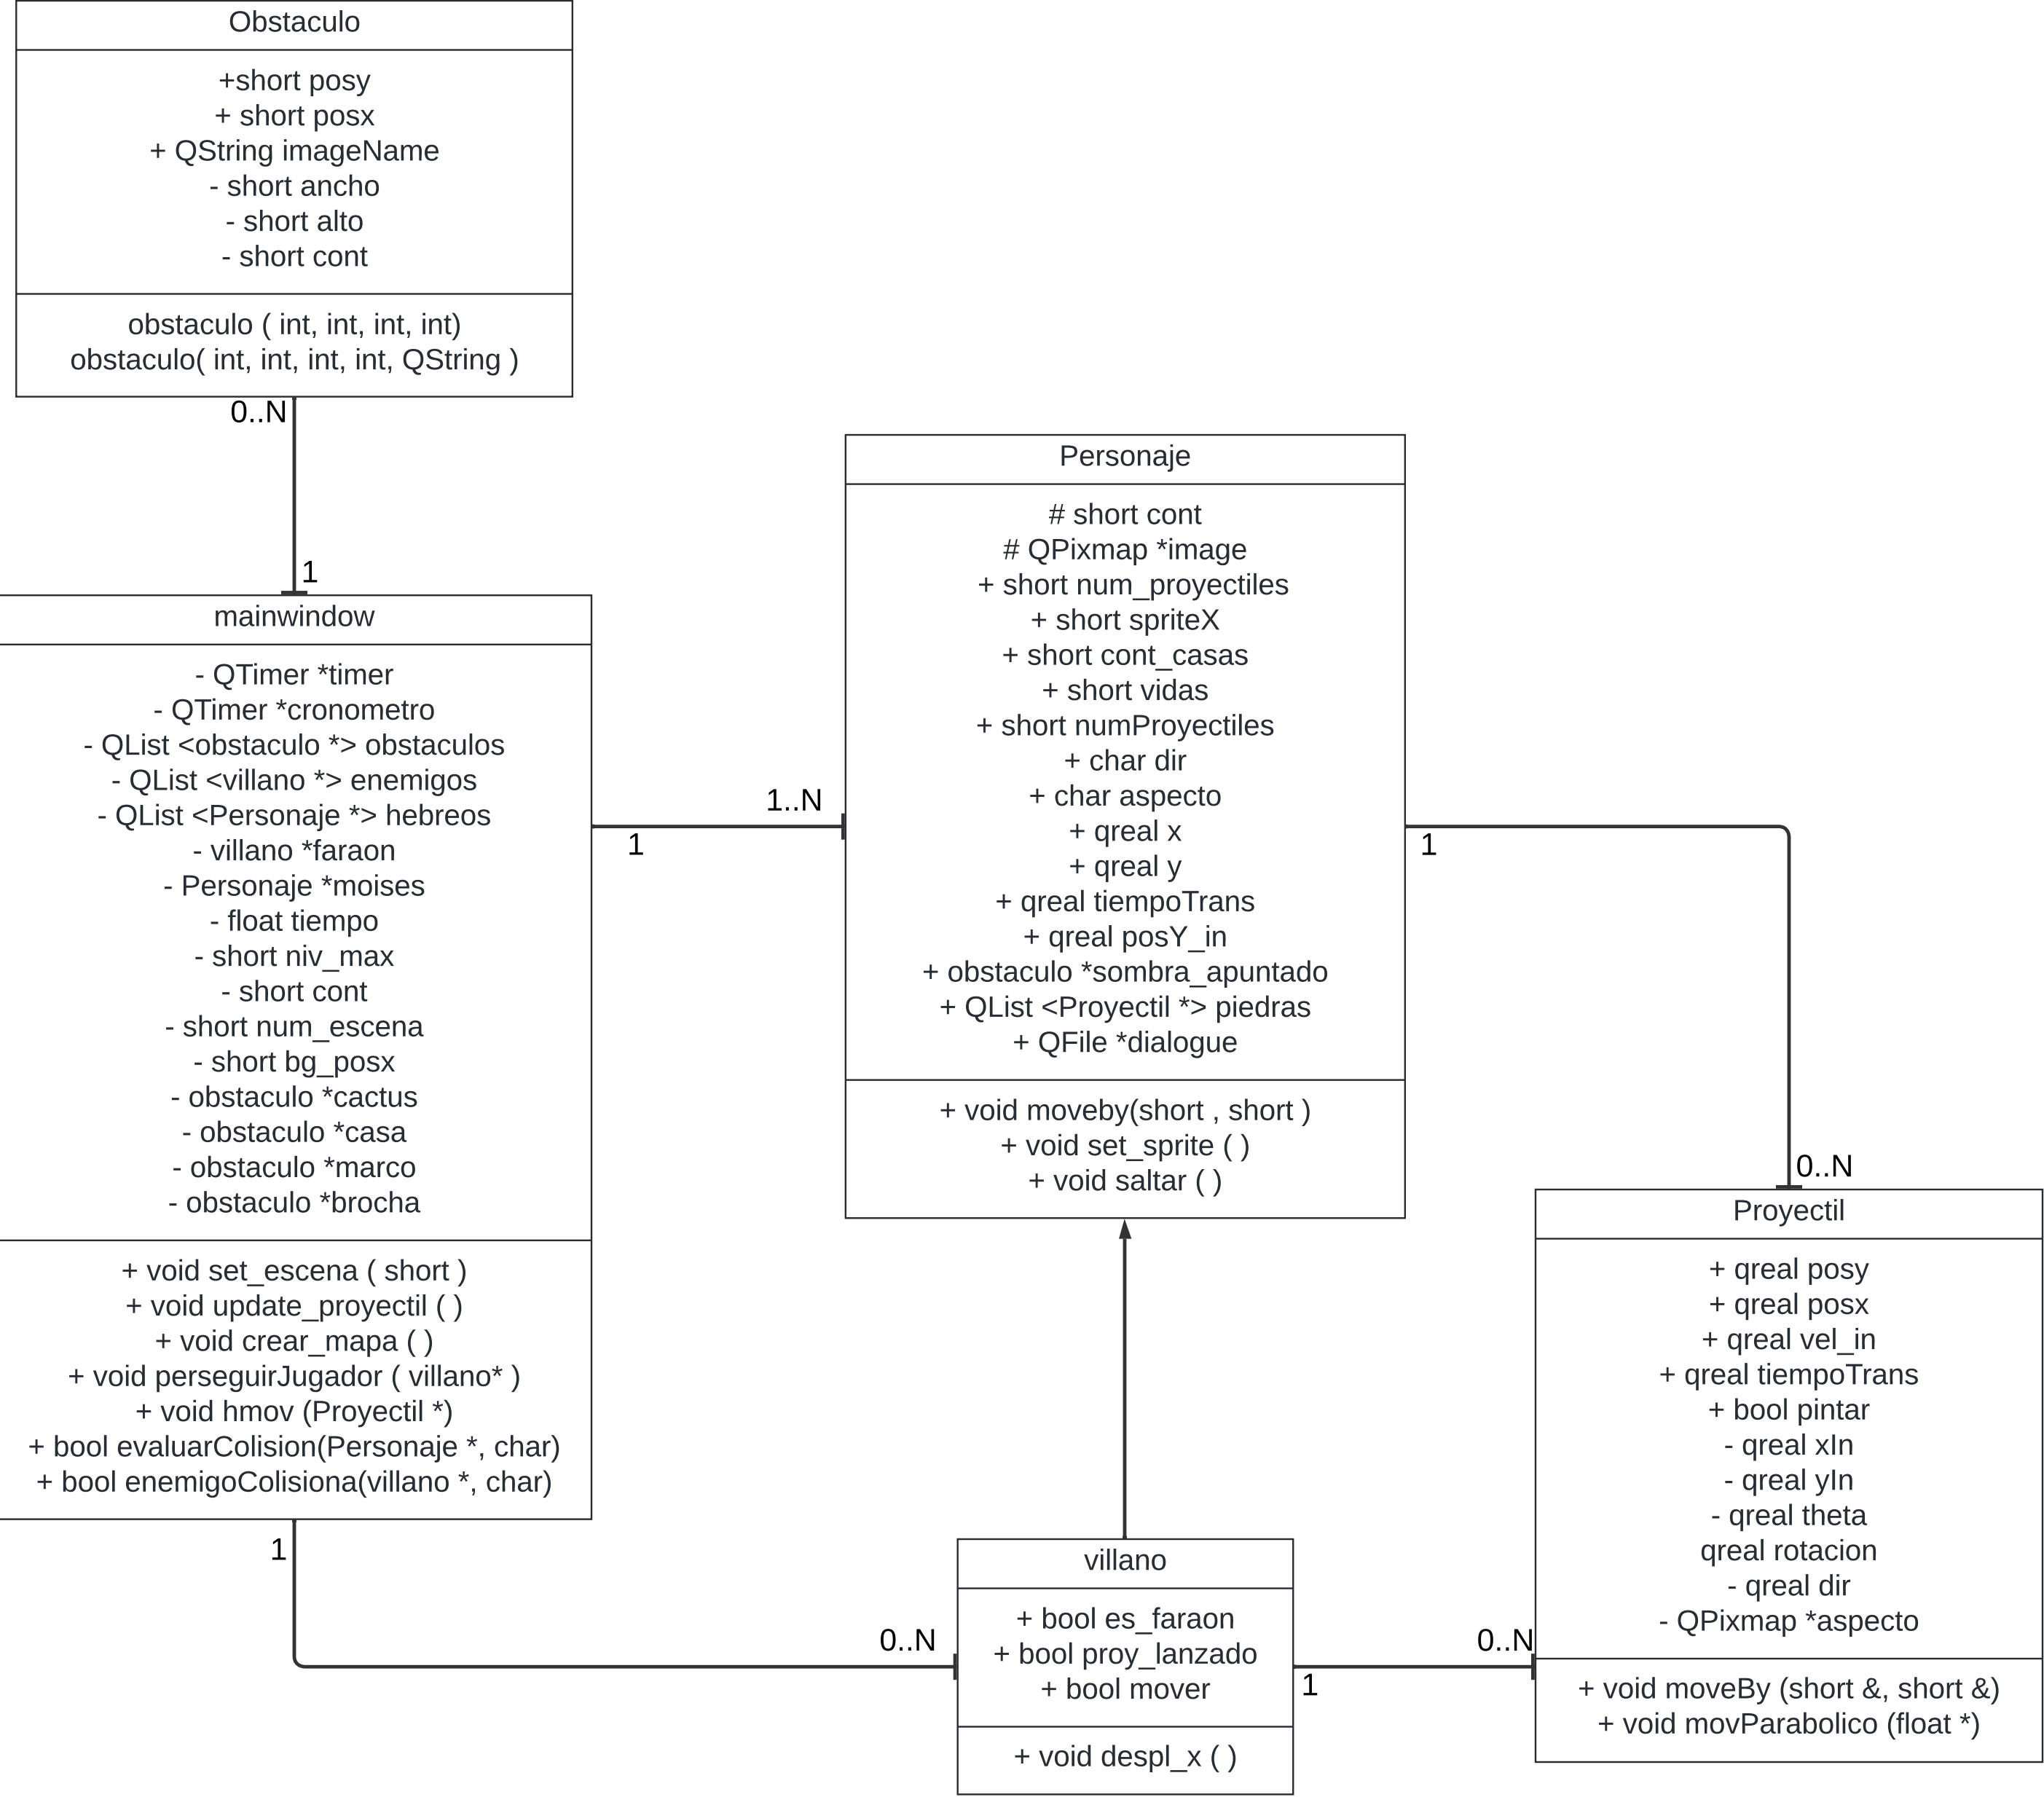 Obstaculo
+short posy
+ short posx
+ QString imageName
- short ancho
- short alto
- short cont
obstaculo ( int, int, int, int)
obstaculo( int, int, int, int, QString )
0..N
1
mainwindow
- QTimer *timer
- QTimer *cronometro
- QList <obstaculo *> obstaculos
- QList <villano *> enemigos
- QList <Personaje *> hebreos
- villano *faraon
- Personaje *moises
- float tiempo
- short niv_max
- short cont
- short num_escena
- short bg_posx
- obstaculo *cactus
- obstaculo *casa
- obstaculo *marco
- obstaculo *brocha
+ void set_escena ( short )
+ void update_proyectil ( )
+ void crear_mapa ( )
+ void perseguirJugador ( villano* )
+ void hmov (Proyectil *)
+ bool evaluarColision(Personaje *, char)
+ bool enemigoColisiona(villano *, char)
1
1..N
Personaje
# short cont
# QPixmap *image
+ short num_proyectiles
+ short spriteX
+ short cont_casas
+ short vidas
+ short numProyectiles
+ char dir
+ char aspecto
+ qreal x
+ qreal y
+ qreal tiempoTrans
+ qreal posY_in
+ obstaculo *sombra_apuntado
+ QList <Proyectil *> piedras
+ QFile *dialogue
+ void moveby(short , short )
+ void set_sprite ( )
+ void saltar ( )
1
0..N
Proyectil
+ qreal posy
+ qreal posx
+ qreal vel_in
+ qreal tiempoTrans
+ bool pintar
- qreal xIn
- qreal yIn
- qreal theta
qreal rotacion
- qreal dir
- QPixmap *aspecto
+ void moveBy (short &, short &)
+ void movParabolico (float *)
1
0..N
villano
+ bool es_faraon
+ bool proy_lanzado
+ bool mover
+ void despl_x ( )
1
0..N